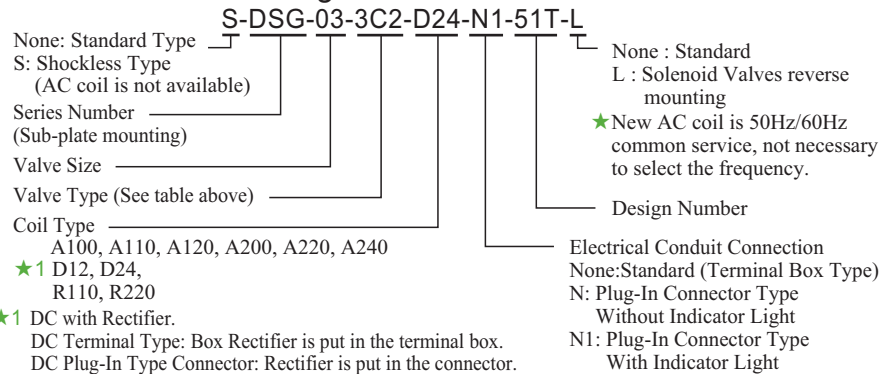 S-DSG-03-3C2-D24-N1-51T-L
None: Standard Type
S: Shockless Type
(AC coil is not available)
Series Number
(Sub-plate mounting)
Valve Size
Valve Type (See table above)
Coil Type
A100, A110, A120, A200, A220, A240
★1 D12, D24,
R110, R220
★1 DC with Rectifier.
DC Terminal Type: Box Rectifier is put in the terminal box.
DC Plug-In Type Connector: Rectifier is put in the connector.
None : Standard
L : Solenoid Valves reverse
mounting
★New AC coil is 50Hz/60Hz
common service, not necessary
to select the frequency.
Design Number
Electrical Conduit Connection
None:Standard (Terminal Box Type)
N: Plug-In Connector Type
Without Indicator Light
N1: Plug-In Connector Type
With Indicator Light